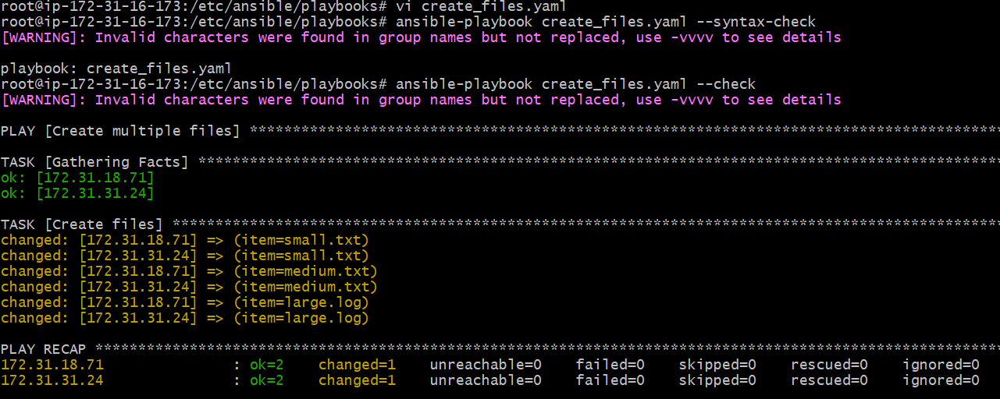 root@ip-172-31-16-173:/etc/ansible/playbooks# vi create_files.yaml
root@ip-172-31-16-173:/etc/ansible/playbooks# ansible-playbook create_files.yaml --syntax-check
[WARNING]: Invalid characters were found in group names but not replaced, use -vvvv to see details
playbook: create_files.yaml
root@ip-172-31-16-173:/etc/ansible/playbooks# ansible-playbook create_files.yaml --check
[WARNING]: Invalid characters were found in group names but not replaced, use -vvvv to see details
PLAY [Create multiple files] ****************************************************************************************
TASK [Gathering Facts] **********************************************************************************************
ok: [172.31.18.71]
ok: [172.31.31.24]
TASK [Create files] *************************************************************************************************
changed: [172.31.18.71] => (item=small.txt)
changed: [172.31.31.24] => (item=small.txt)
changed: [172.31.18.71] => (item=medium.txt)
changed: [172.31.31.24] => (item=medium.txt)
changed: [172.31.18.71] => (item=large.log)
changed: [172.31.31.24] => (item=large.log)
PLAY RECAP **********************************************************************************************************
172.31.18.71 : ok=2 changed=1 unreachable=0 failed=0 skipped=0 rescued=0 ignored=0
172.31.31.24 : ok=2 changed=1 unreachable=0 failed=0 skipped=0 rescued=0 ignored=0